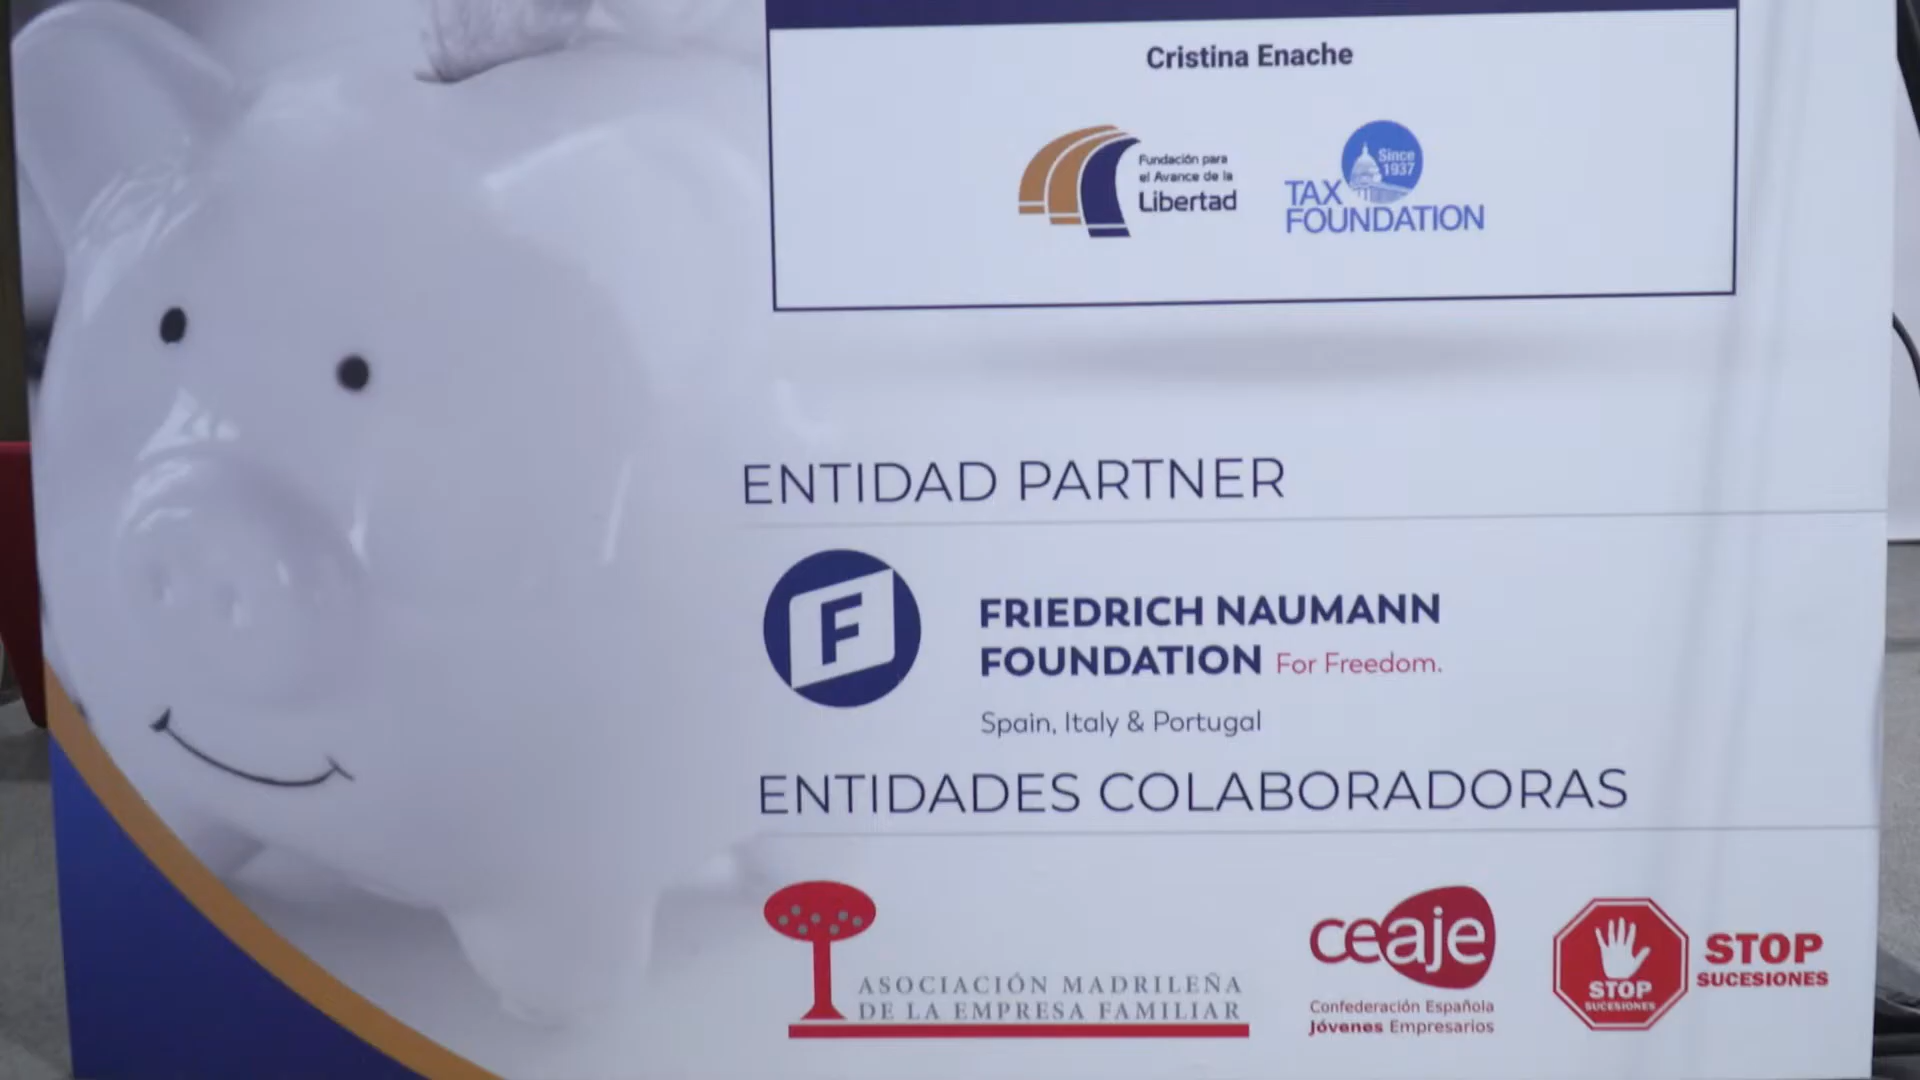 Cristina Enache
Fundación para
el Avance de la
Libertad
Since
1937
TAX
FOUNDATION
ENTIDAD PARTNER
F
FRIEDRICH NAUMANN
FOUNDATION For Freedom.
Spain, Italy & Portugal
ENTIDADES COLABORADORAS
ASOCIACIÓN MADRILEÑA
DE LA EMPRESA FAMILIAR
ceaje
Confederación Española
Jóvenes Empresarios
STOP
SUCESIONES
STOP
SUCESIONES